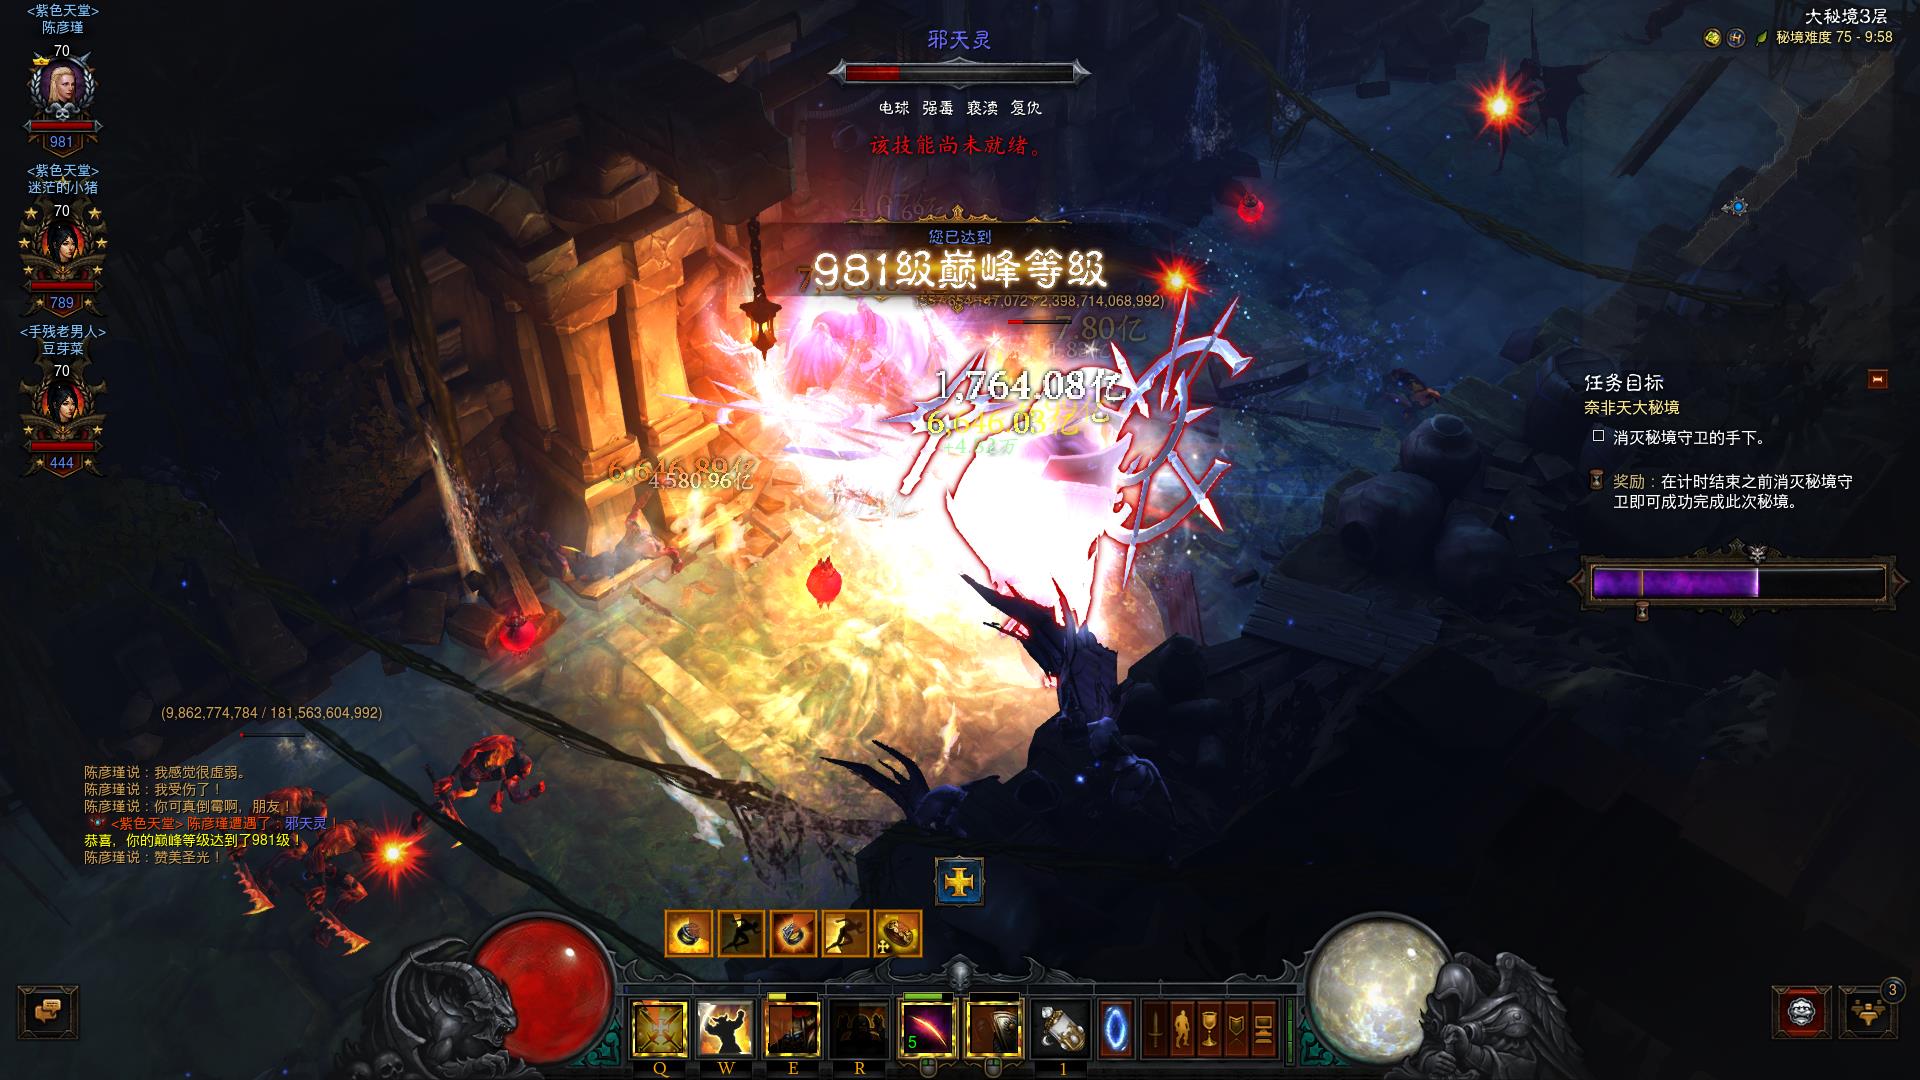 <紫色天堂>
陈彦瑾
70
981
<紫色天堂>
迷茫的小猪
70
789
<手残老男人>
豆芽菜
70
444
邪天灵
电球 强毒 亵渎 复仇
该技能尚未就绪。
您已达到
981级巅峰等级
7.80亿
1,764.08亿
6,646.03亿
+4.52万
6,646.89亿
4,580.96亿
大秘境3层
秘境难度 75 - 9:58
任务目标
奈非天大秘境
消灭秘境守卫的手下。
奖励：在计时结束之前消灭秘境守
卫即可成功完成此次秘境。
(9,862,774,784 / 181,563,604,992)
陈彦瑾说：我感觉很虚弱。
陈彦瑾说：我受伤了！
陈彦瑾说：你可真倒霉啊，朋友！
<紫色天堂> 陈彦瑾遭遇了：邪天灵！
恭喜，你的巅峰等级达到了981级！
陈彦瑾说：赞美圣光！
5
Q W E R 1
3